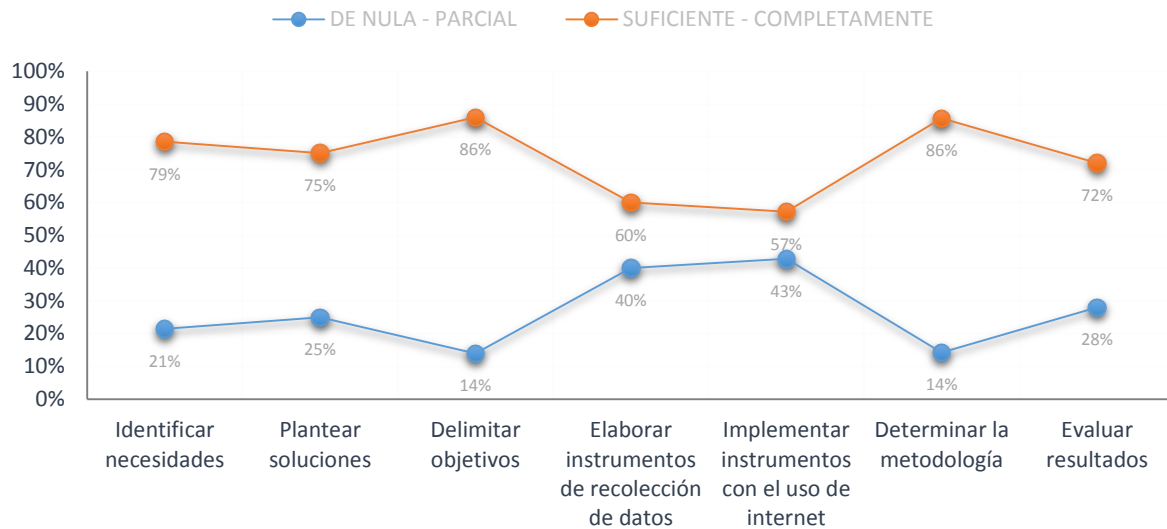 DE NULA - PARCIAL SUFICIENTE - COMPLETAMENTE
100%
90%
80%
70%
60%
50%
40%
30%
20%
10%
0%
79% 75% 86% 60% 57% 86% 72%
21% 25% 14% 40% 43% 14% 28%
Identificar Plantear Delimitar Elaborar Implementar Determinar la Evaluar
necesidades soluciones objetivos instrumentos instrumentos metodología resultados
de recolección con el uso de
de datos internet